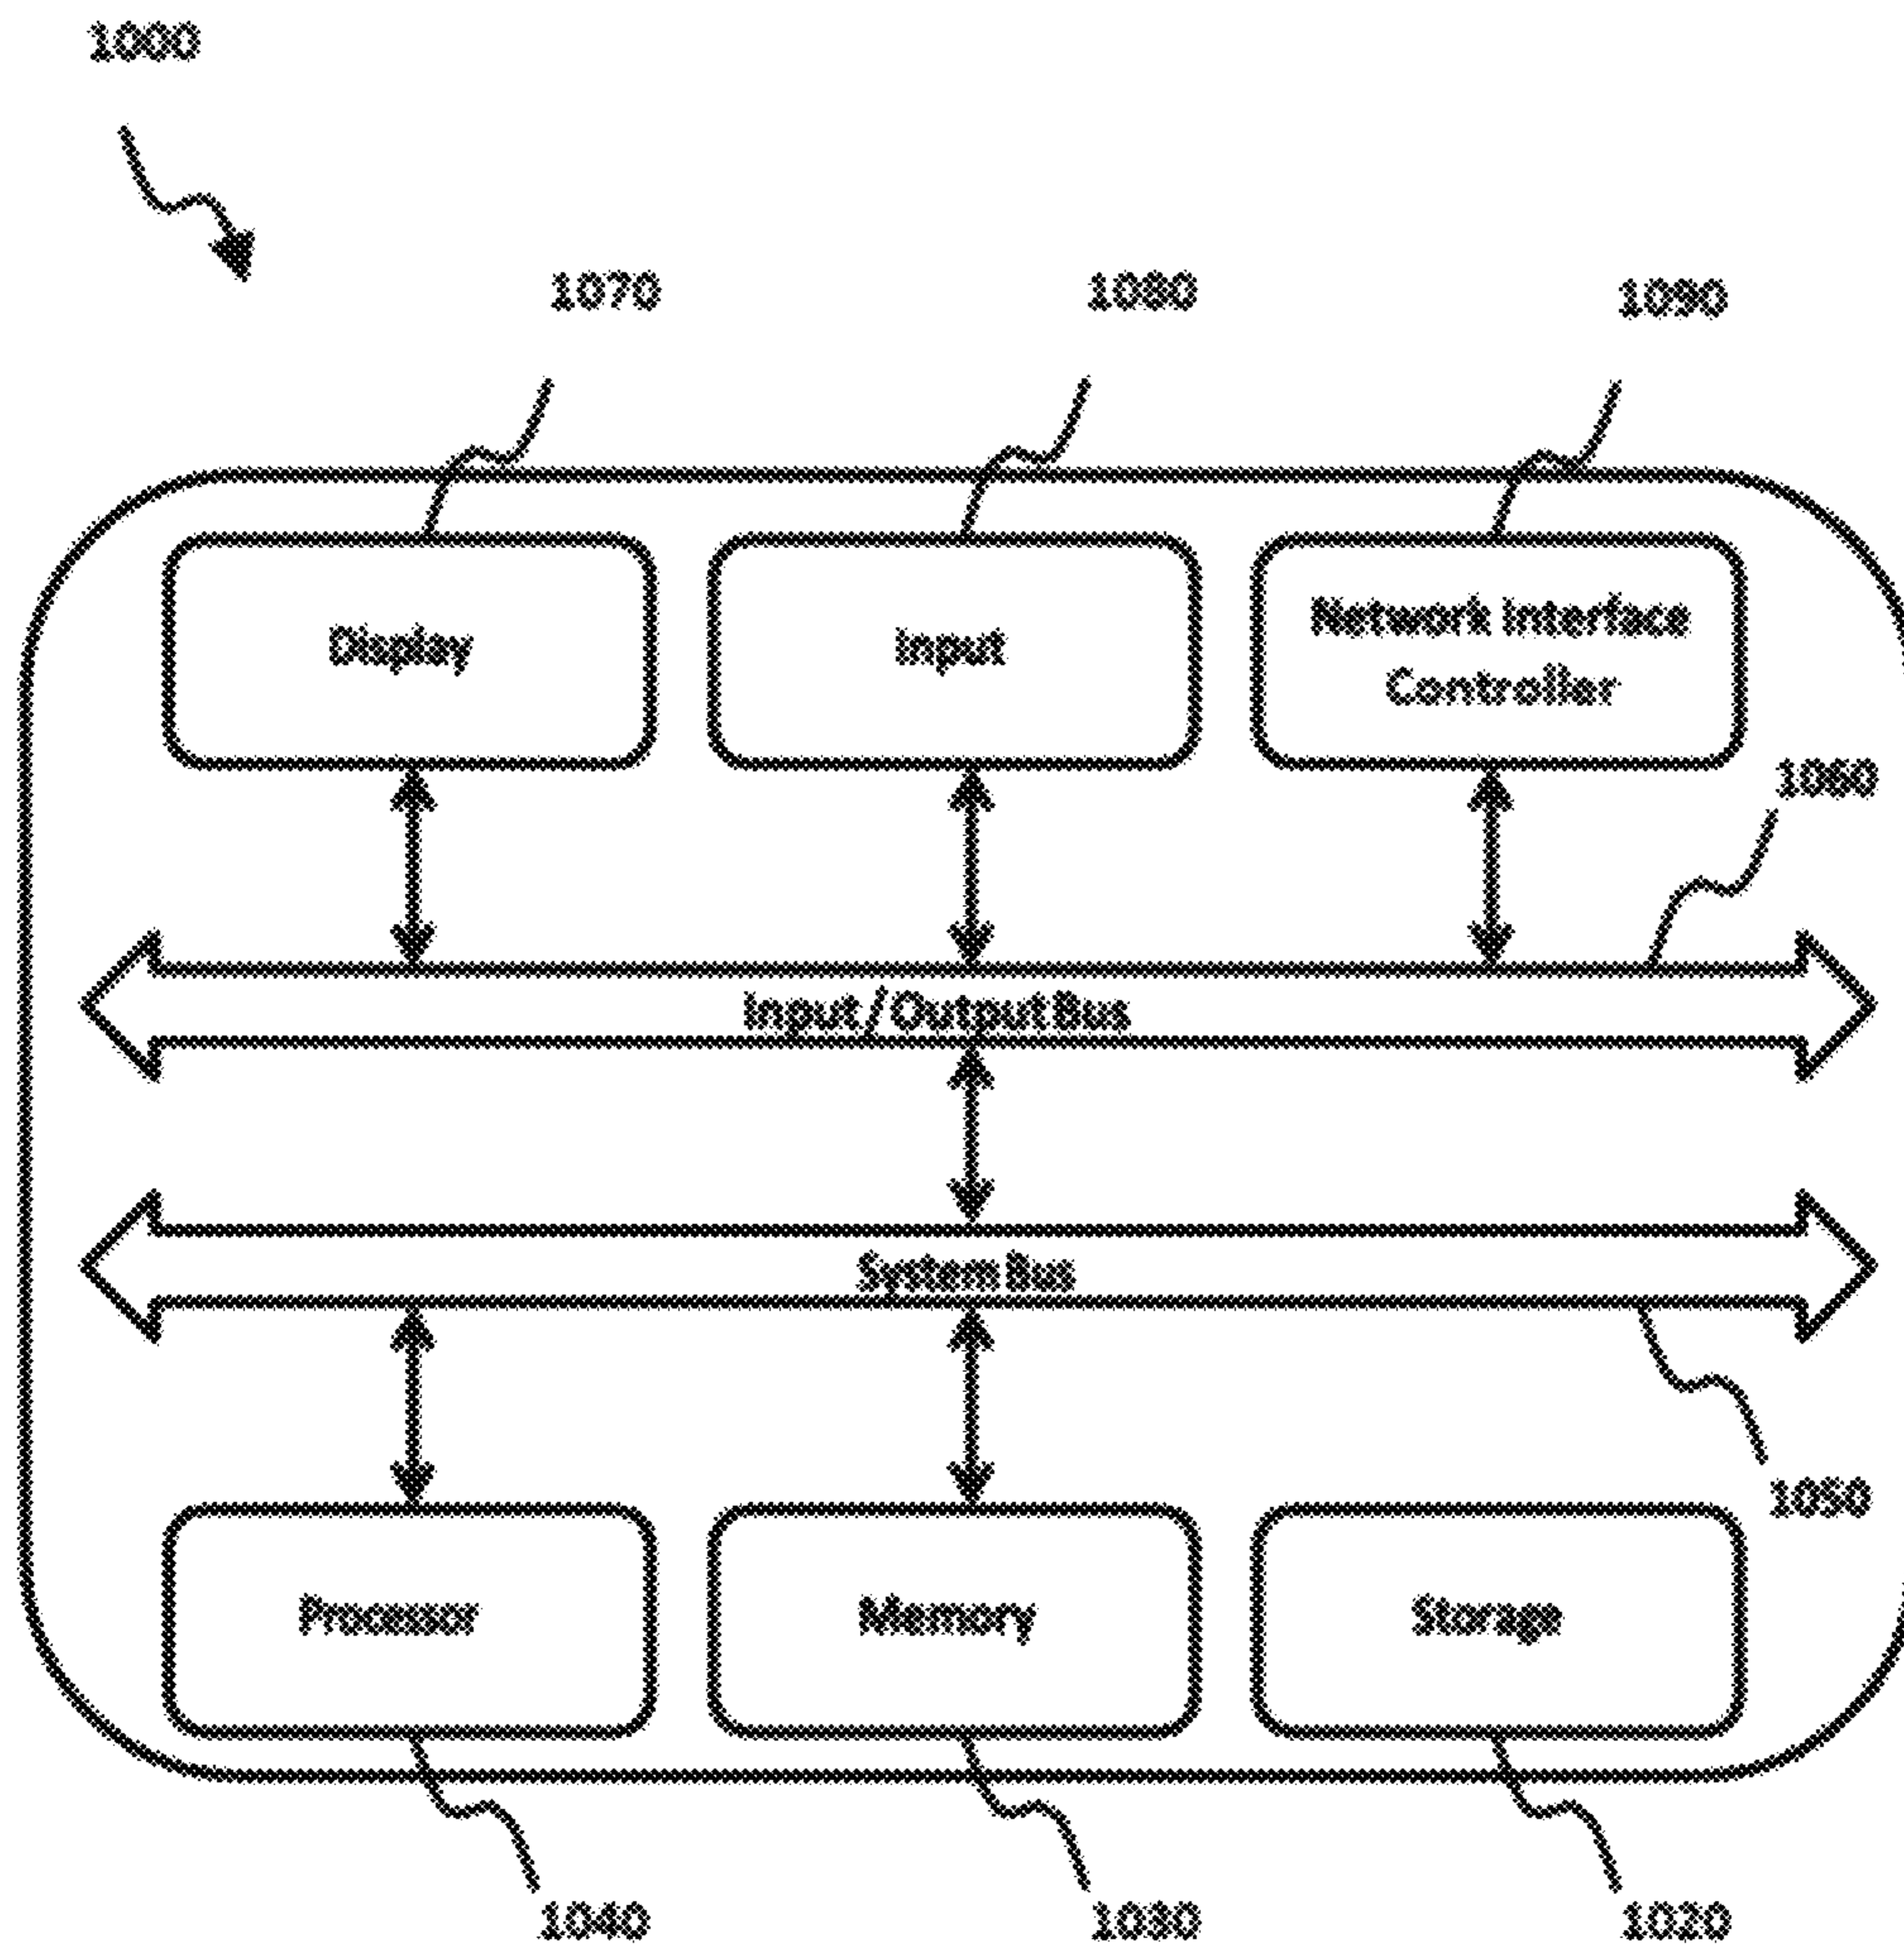 1000
1070
1080
1090
Display
Input
Network Interface
Controller
1060
Input/Output Bus
System Bus
1050
Processor
Memory
Storage
1040
1030
1020